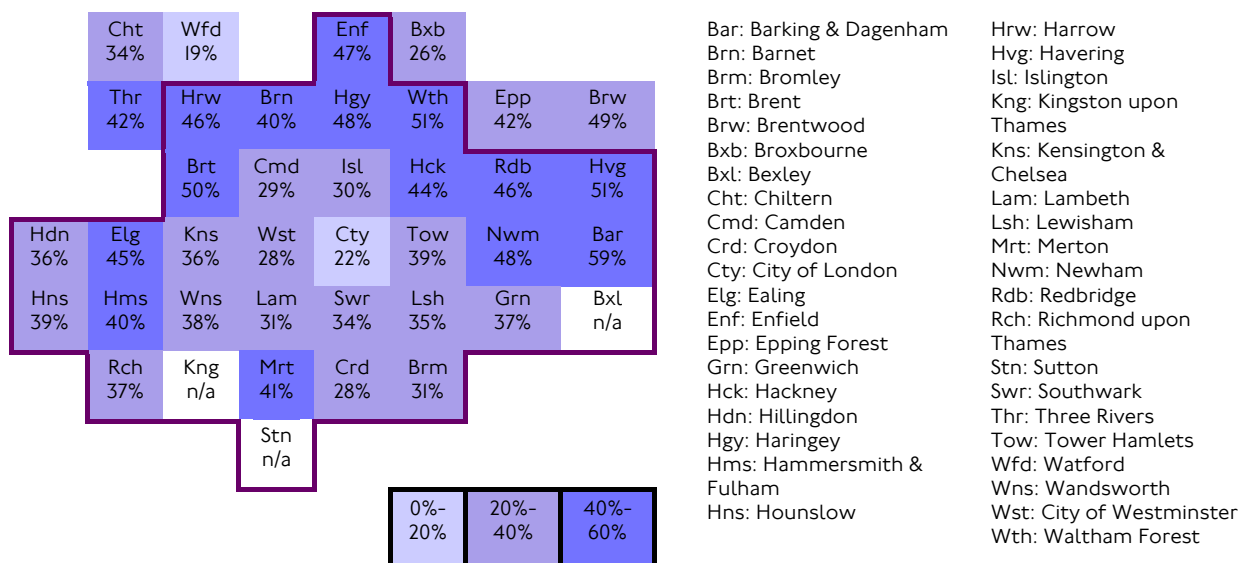 Cht Wfd Enf Bxb
34% 19% 47% 26%
Thr Hrw Brn Hgy Wth Epp Brw
42% 46% 40% 48% 51% 42% 49%
Brt Cmd Isl Hck Rdb Hvg
50% 29% 30% 44% 46% 51%
Hdn Elg Kns Wst Cty Tow Nwm Bar
36% 45% 36% 28% 22% 39% 48% 59%
Hns Hms Wns Lam Swr Lsh Grn Bxl
39% 40% 38% 31% 34% 35% 37% n/a
Rch Kng Mrt Crd Brm
37% n/a 41% 28% 31%
Stn
n/a
0%-
20%
20%-
40%
40%-
60%
Bar: Barking & Dagenham
Brn: Barnet
Brm: Bromley
Brt: Brent
Brw: Brentwood
Bxb: Broxbourne
Bxl: Bexley
Cht: Chiltern
Cmd: Camden
Crd: Croydon
Cty: City of London
Elg: Ealing
Enf: Enfield
Epp: Epping Forest
Grn: Greenwich
Hck: Hackney
Hdn: Hillingdon
Hgy: Haringey
Hms: Hammersmith &
Fulham
Hns: Hounslow
Hrw: Harrow
Hvg: Havering
Isl: Islington
Kng: Kingston upon
Thames
Kns: Kensington &
Chelsea
Lam: Lambeth
Lsh: Lewisham
Mrt: Merton
Nwm: Newham
Rdb: Redbridge
Rch: Richmond upon
Thames
Stn: Sutton
Swr: Southwark
Thr: Three Rivers
Tow: Tower Hamlets
Wfd: Watford
Wns: Wandsworth
Wst: City of Westminster
Wth: Waltham Forest